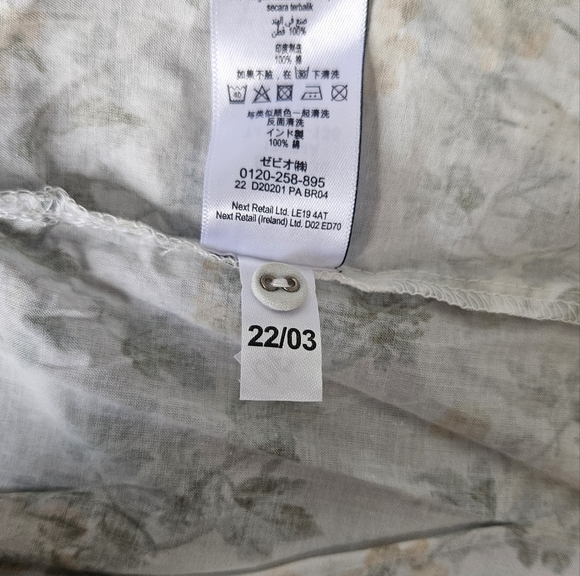 secara terbalik
صنع في الهند
100% قطن
印度制造
100% 棉
如果不脏，在 30 下清洗
40
与类似颜色一起清洗
反面清洗
インド製
100% 綿
ゼビオ㈱
0120-258-895
22 D20201 PA BR04
Next Retail Ltd. LE19 4AT
Next Retail (Ireland) Ltd. D02 ED70
22/03